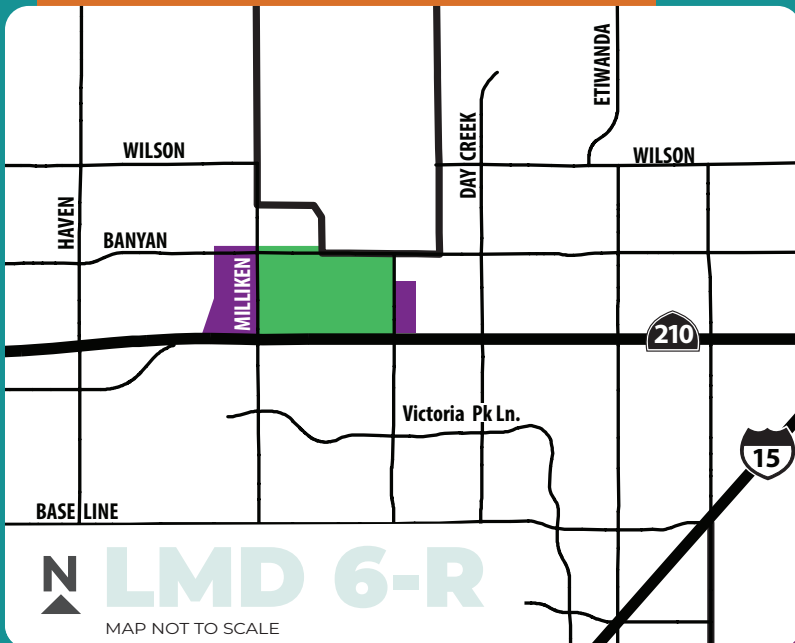 ETIWANDA
DAY CREEK
WILSON
WILSON
HAVEN
BANYAN
MILLIKEN
210
Victoria Pk Ln.
15
BASE LINE
N
LMD 6-R
MAP NOT TO SCALE